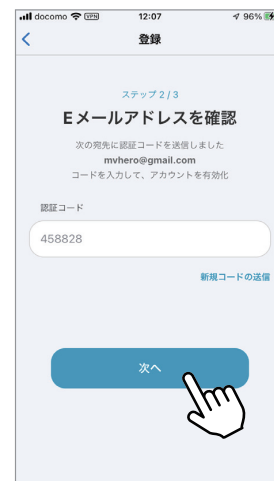 docomo VPN 12:07 96%
登録
ステップ 2 / 3
Eメールアドレスを確認
次の宛先に認証コードを送信しました
mvhero@gmail.com
コードを入力して、アカウントを有効化
認証コード
458828
新規コードの送信
次へ